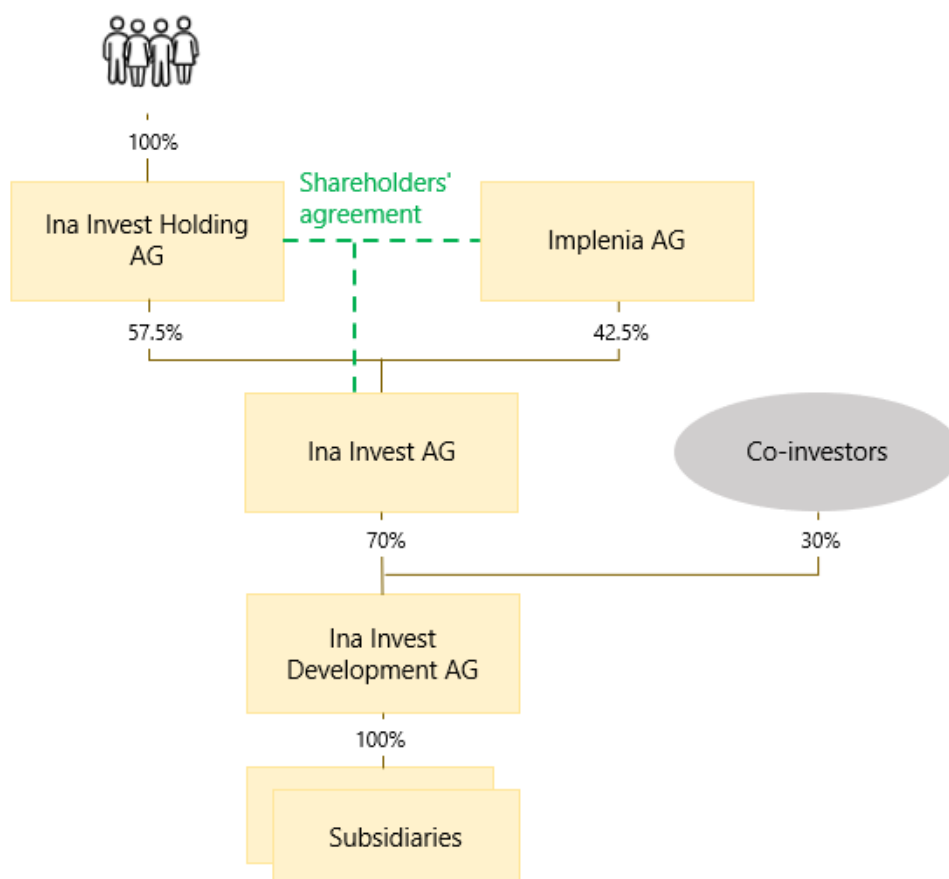 100%
Shareholders'
agreement
Ina Invest Holding
AG
Implenia AG
57.5%
42.5%
Ina Invest AG
Co-investors
70%
30%
Ina Invest
Development AG
100%
Subsidiaries